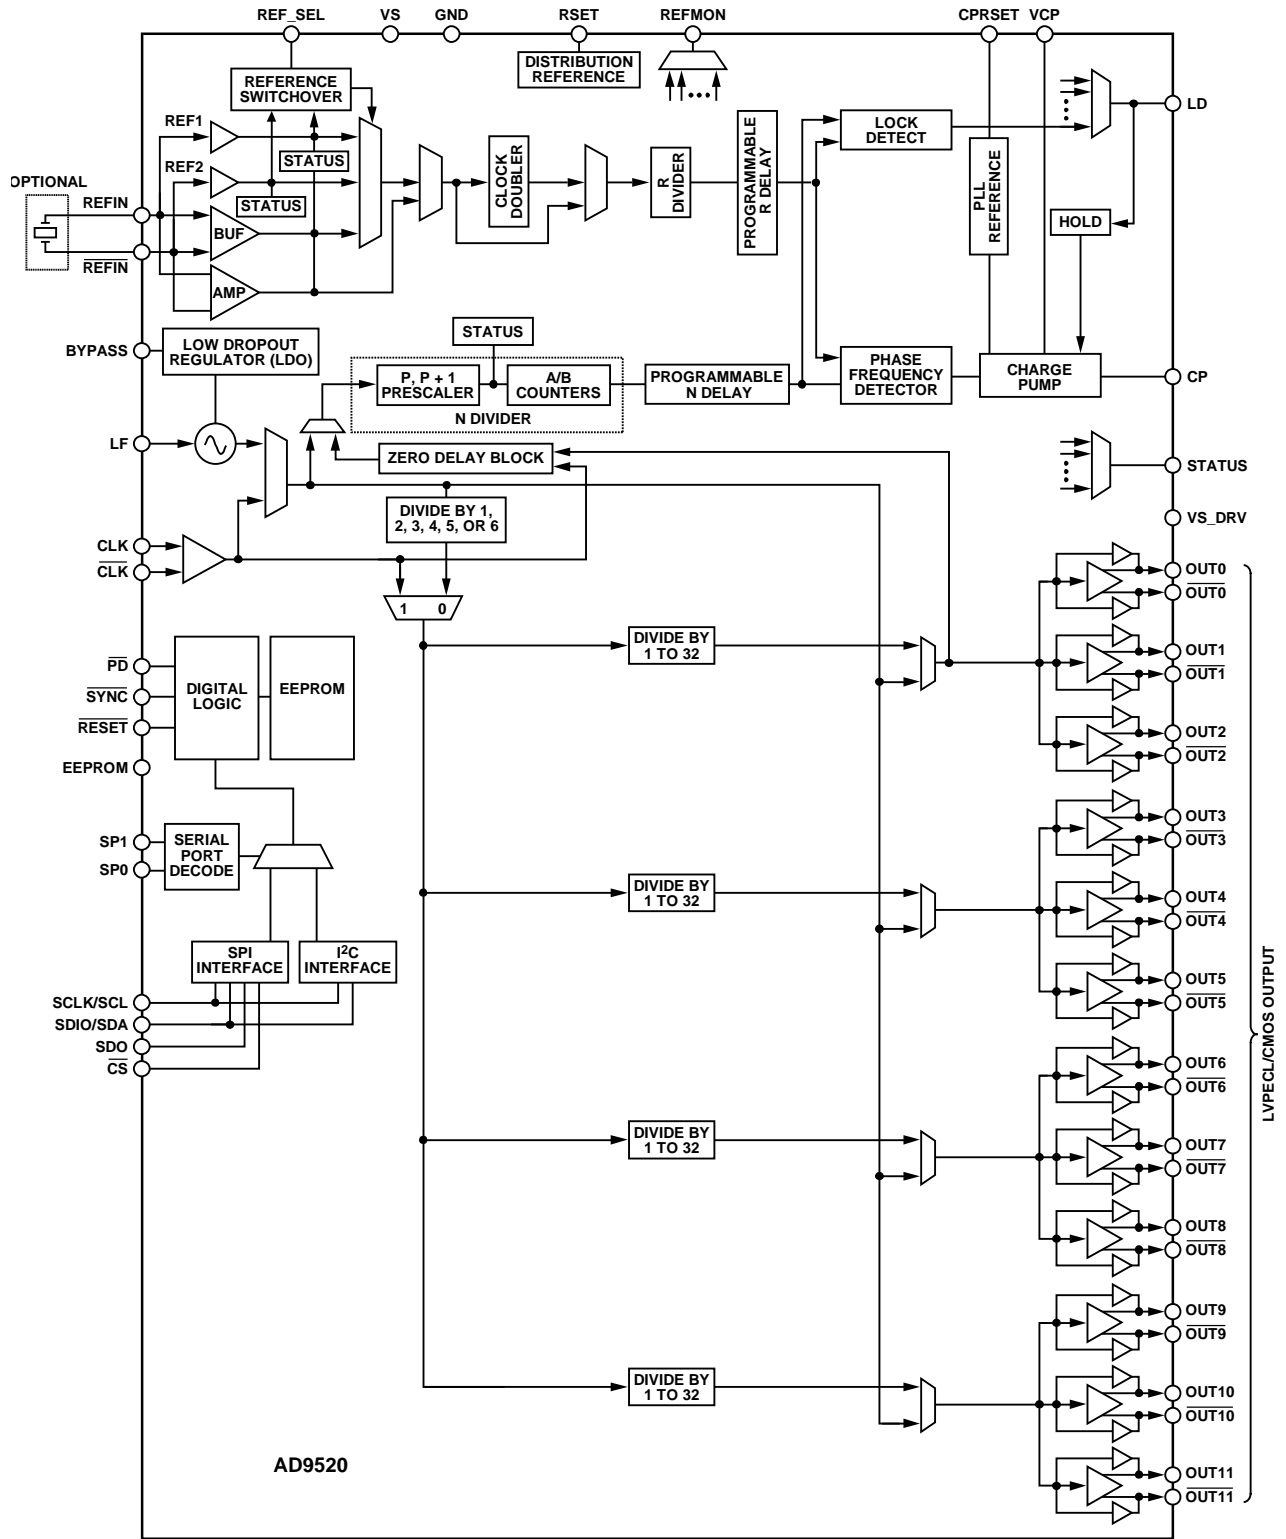 REF_SEL
VS
GND
RSET
REFMON
CPRSET
VCP
DISTRIBUTION
REFERENCE
REFERENCE
SWITCHOVER
LD
REF1
LOCK
DETECT
STATUS
REF2
OPTIONAL
CLOCK
DOUBLER
R
DIVIDER
PROGRAMMABLE
R DELAY
PLL
REFERENCE
STATUS
REFIN
BUF
HOLD
REFIN
AMP
STATUS
BYPASS
LOW DROPOUT
REGULATOR (LDO)
P, P + 1
PRESCALER
A/B
COUNTERS
PROGRAMMABLE
N DELAY
PHASE
FREQUENCY
DETECTOR
CHARGE
PUMP
CP
N DIVIDER
LF
ZERO DELAY BLOCK
STATUS
DIVIDE BY 1,
2, 3, 4, 5, OR 6
VS_DRV
CLK
CLK
OUT0
OUT0
1 0
DIVIDE BY
1 TO 32
OUT1
OUT1
PD
SYNC
RESET
DIGITAL
LOGIC
EEPROM
OUT2
OUT2
EEPROM
OUT3
OUT3
SP1
SP0
SERIAL
PORT
DECODE
DIVIDE BY
1 TO 32
OUT4
OUT4
SPI
INTERFACE
I2C
INTERFACE
OUT5
OUT5
SCLK/SCL
SDIO/SDA
SDO
CS
LVPECL/CMOS OUTPUT
OUT6
OUT6
DIVIDE BY
1 TO 32
OUT7
OUT7
OUT8
OUT8
OUT9
OUT9
DIVIDE BY
1 TO 32
OUT10
OUT10
AD9520
OUT11
OUT11